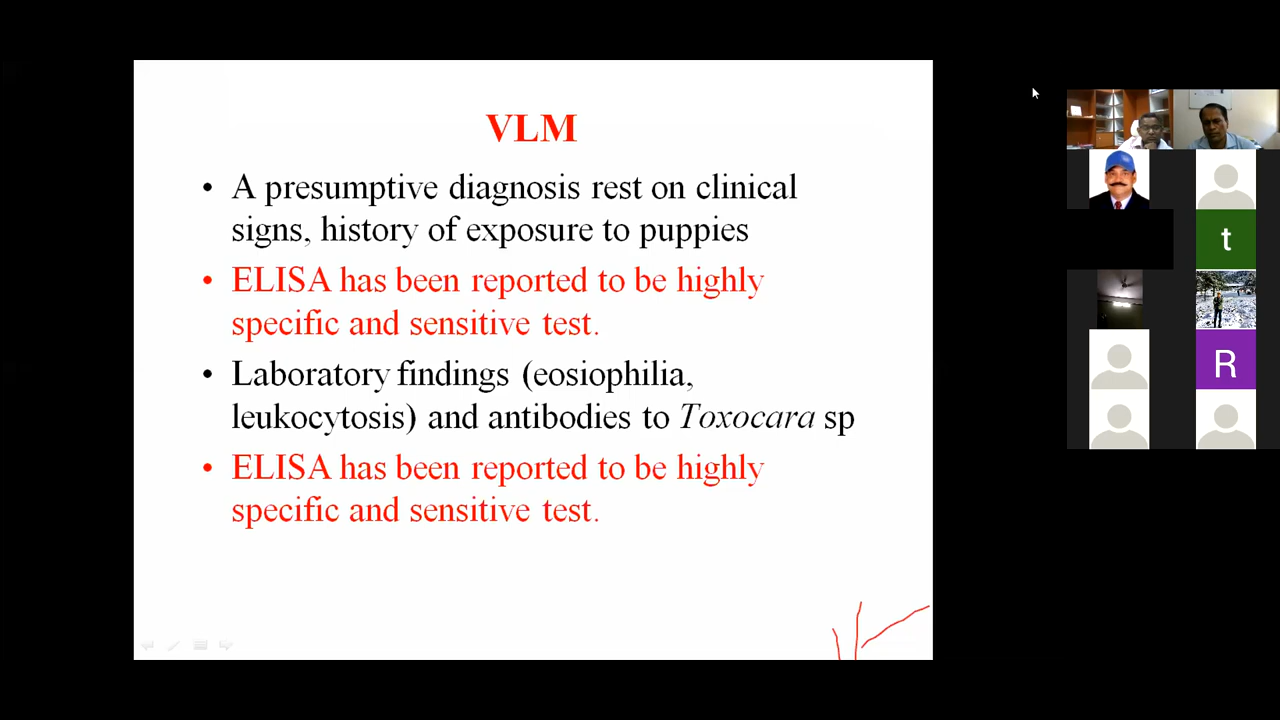 VLM
• A presumptive diagnosis rest on clinical
signs, history of exposure to puppies
• ELISA has been reported to be highly
specific and sensitive test.
• Laboratory findings (eosiophilia,
leukocytosis) and antibodies to Toxocara sp
• ELISA has been reported to be highly
specific and sensitive test.
t
R